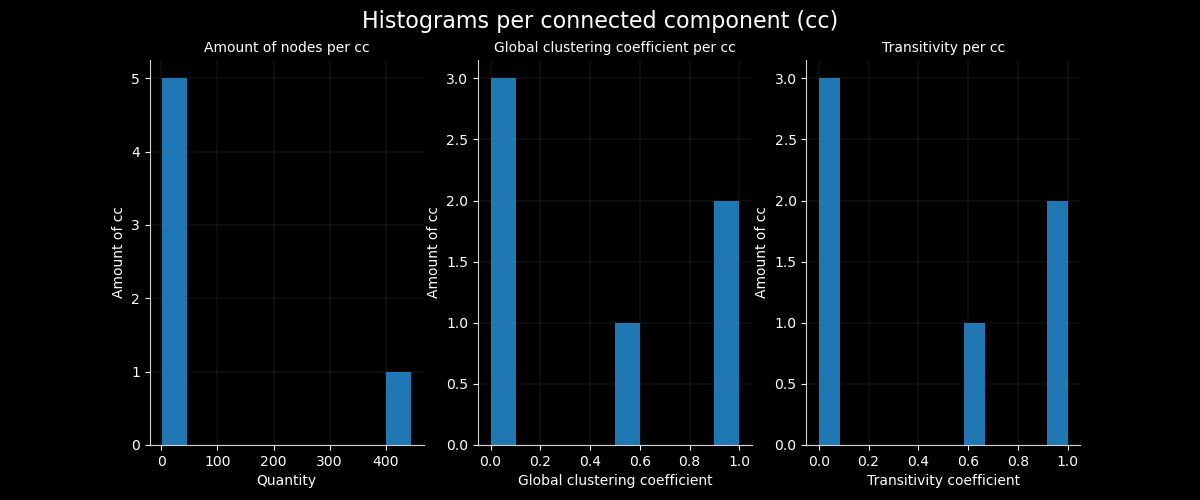 Histograms per connected component (cc)
Amount of nodes per cc
Amount of cc
5
4
3
2
1
0
0 100 200 300 400
Quantity
Global clustering coefficient per cc
Amount of cc
3.0
2.5
2.0
1.5
1.0
0.5
0.0
0.0 0.2 0.4 0.6 0.8 1.0
Global clustering coefficient
Transitivity per cc
Amount of cc
3.0
2.5
2.0
1.5
1.0
0.5
0.0
0.0 0.2 0.4 0.6 0.8 1.0
Transitivity coefficient